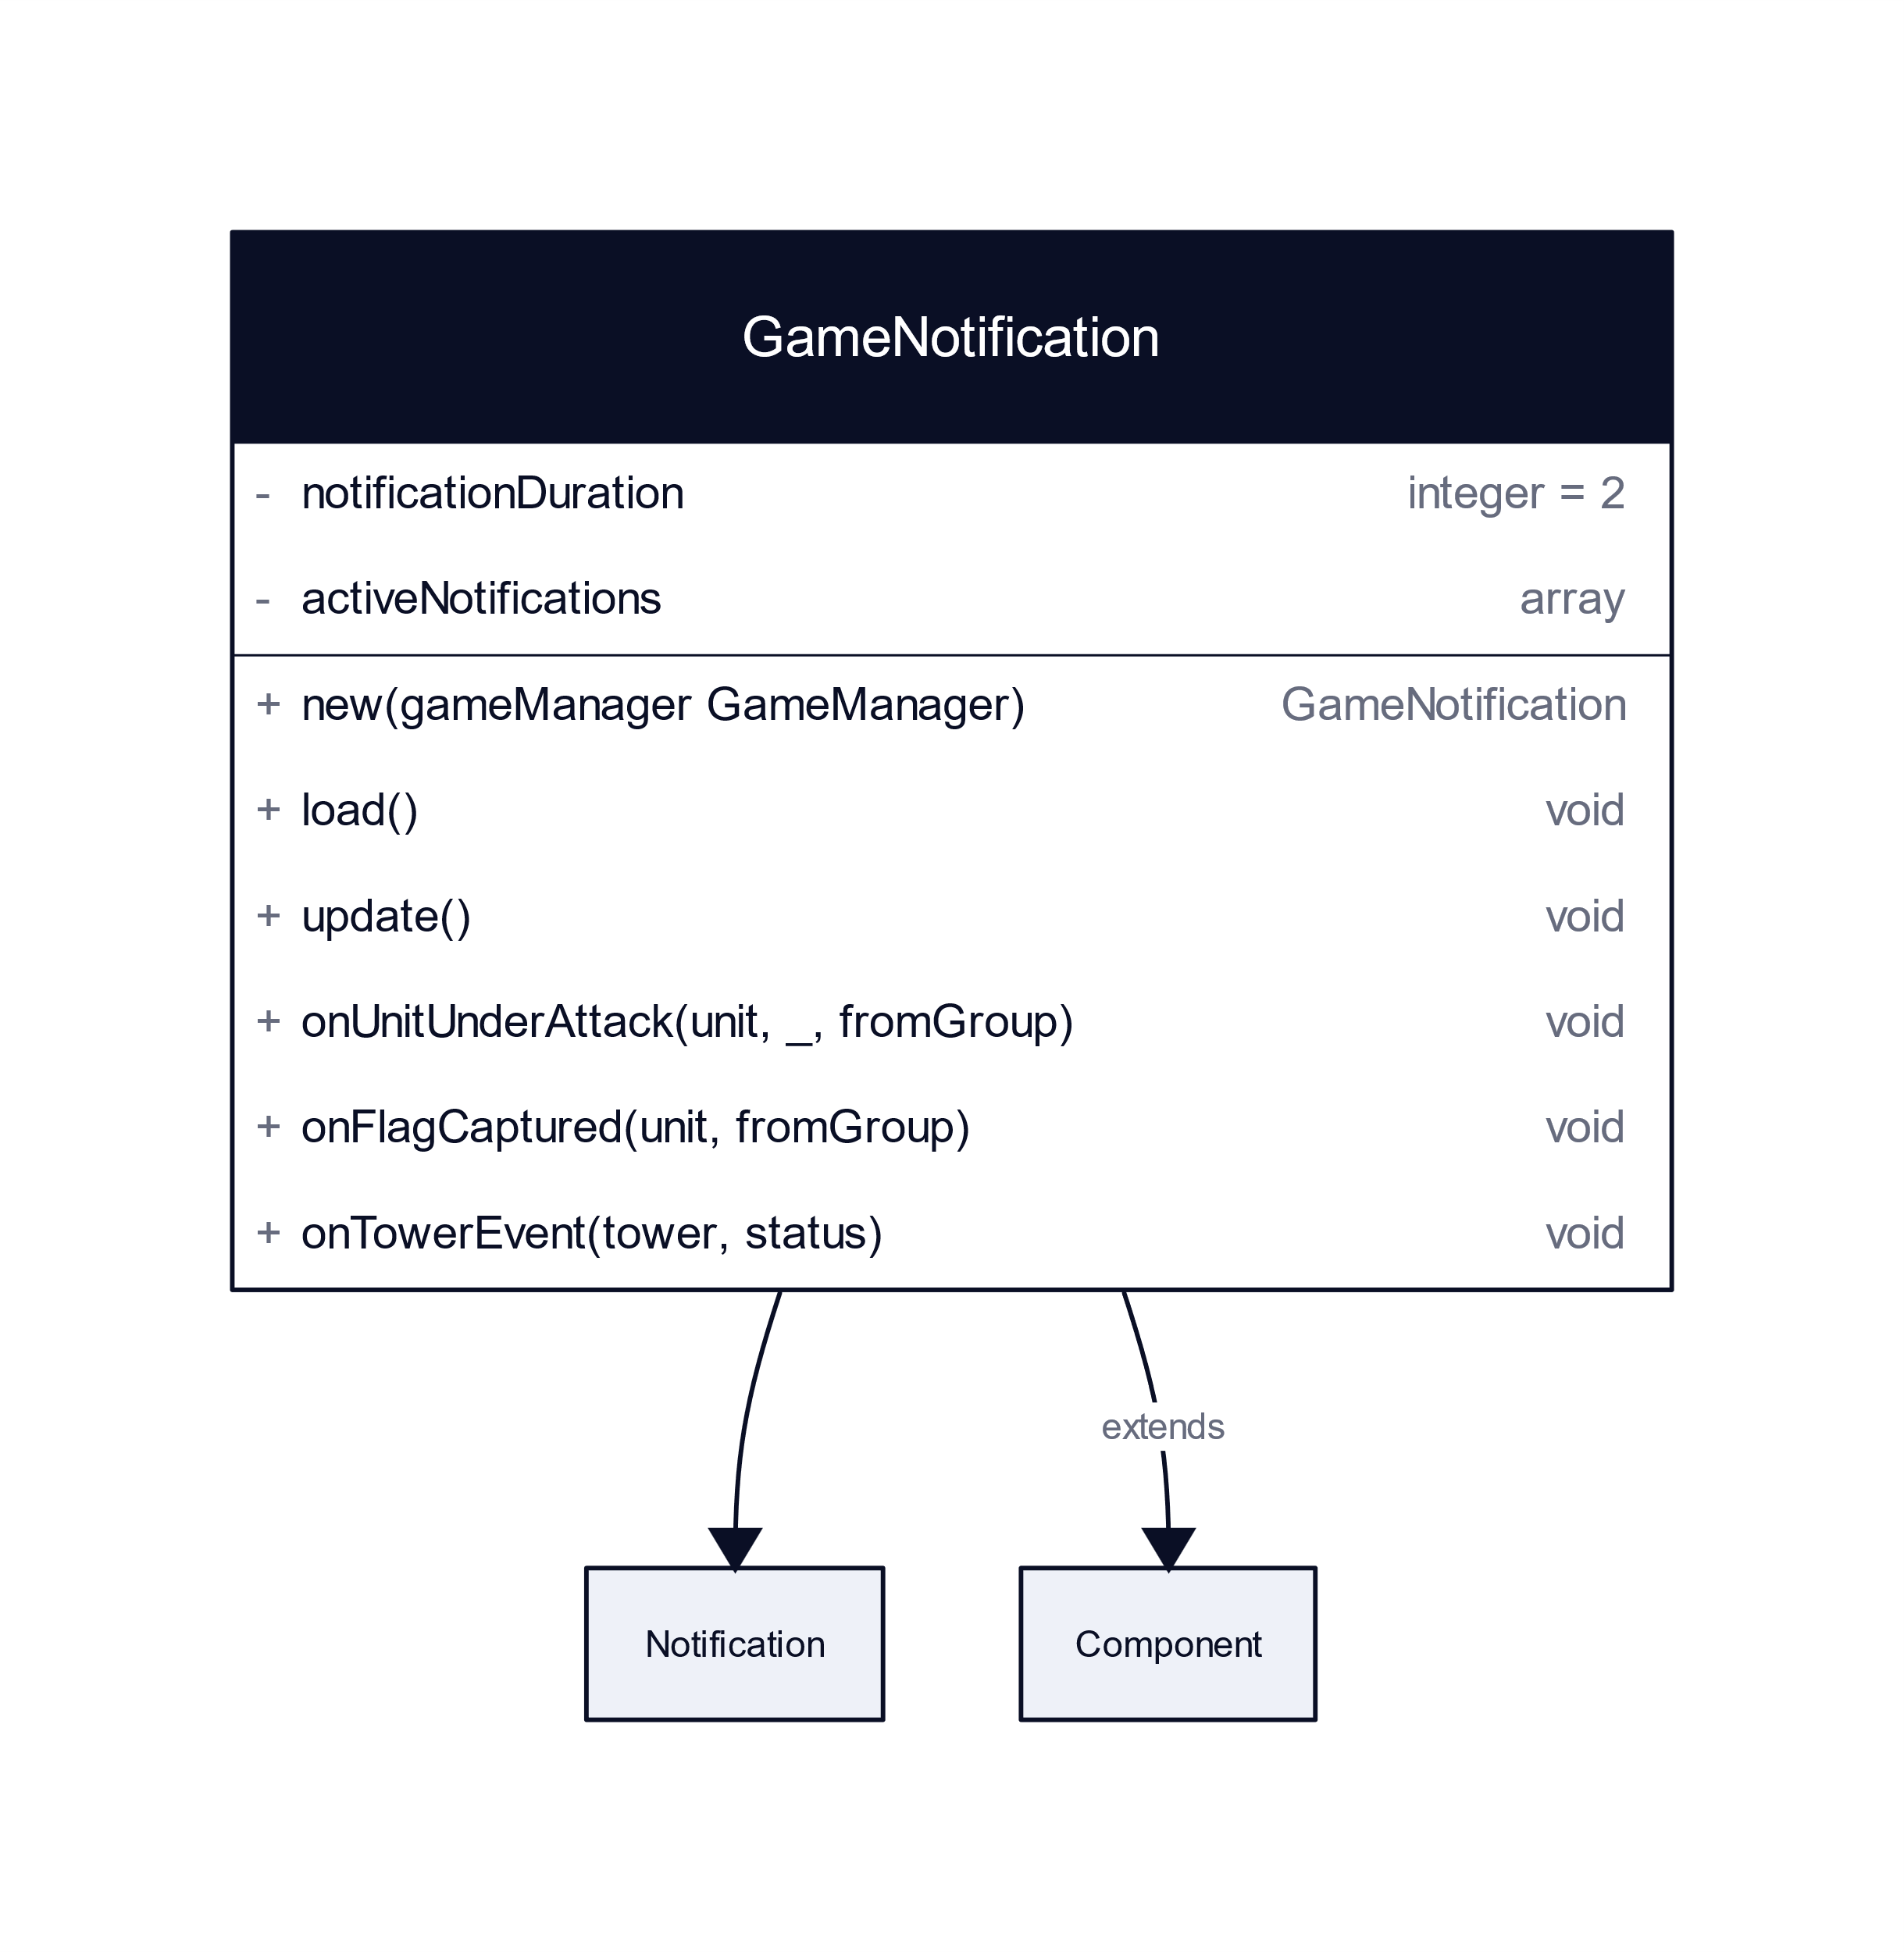 GameNotification
- notificationDuration integer = 2
- activeNotifications array
+ new(gameManager GameManager) GameNotification
+ load() void
+ update() void
+ onUnitUnderAttack(unit, _, fromGroup) void
+ onFlagCaptured(unit, fromGroup) void
+ onTowerEvent(tower, status) void
extends
Notification
Component